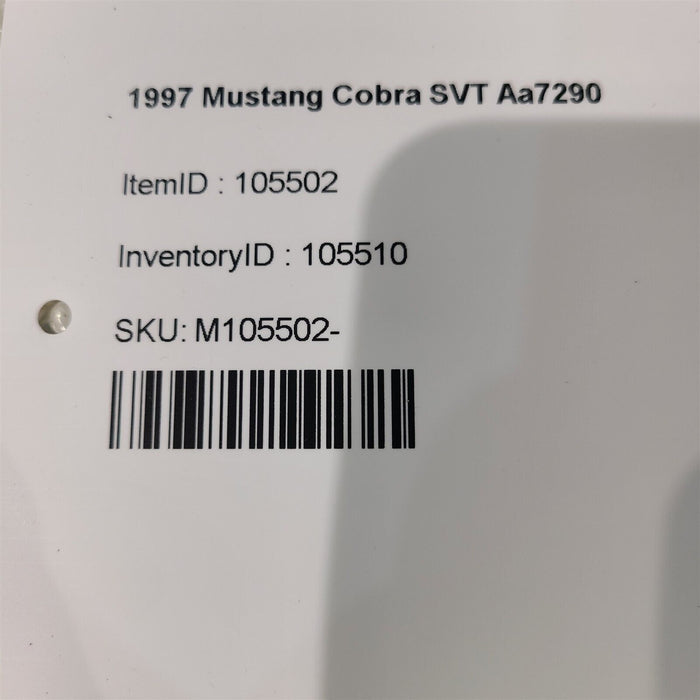 1997 Mustang Cobra SVT Aa7290
ItemID : 105502
InventoryID : 105510
SKU: M105502-